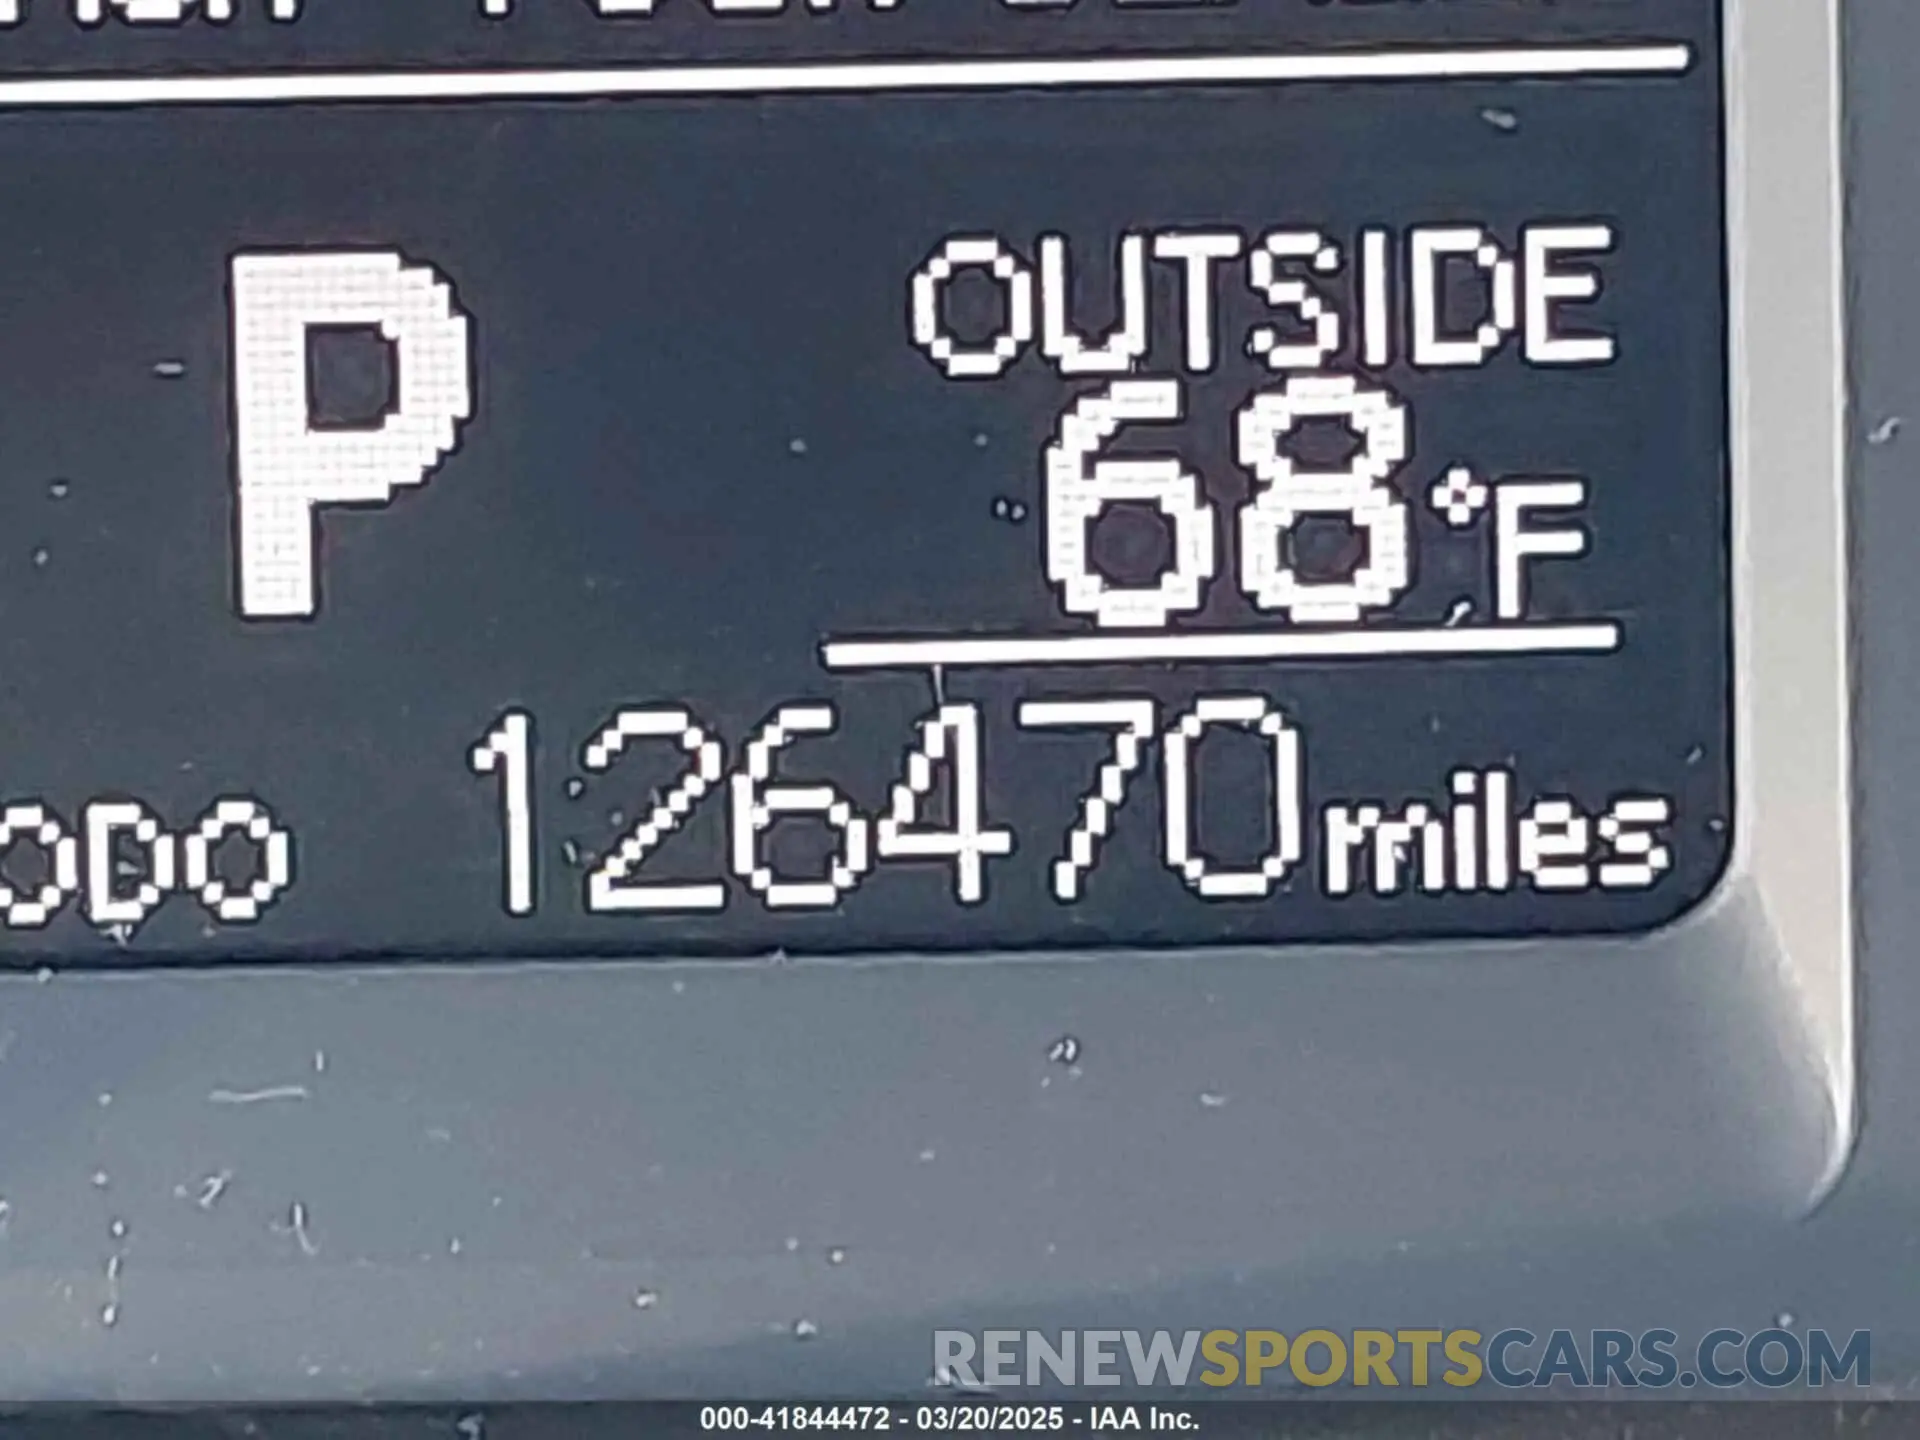 P
OUTSIDE
68°F
ODO 126470 miles
RENEWSPORTSCARS.COM
000-41844472 - 03/20/2025 - IAA Inc.